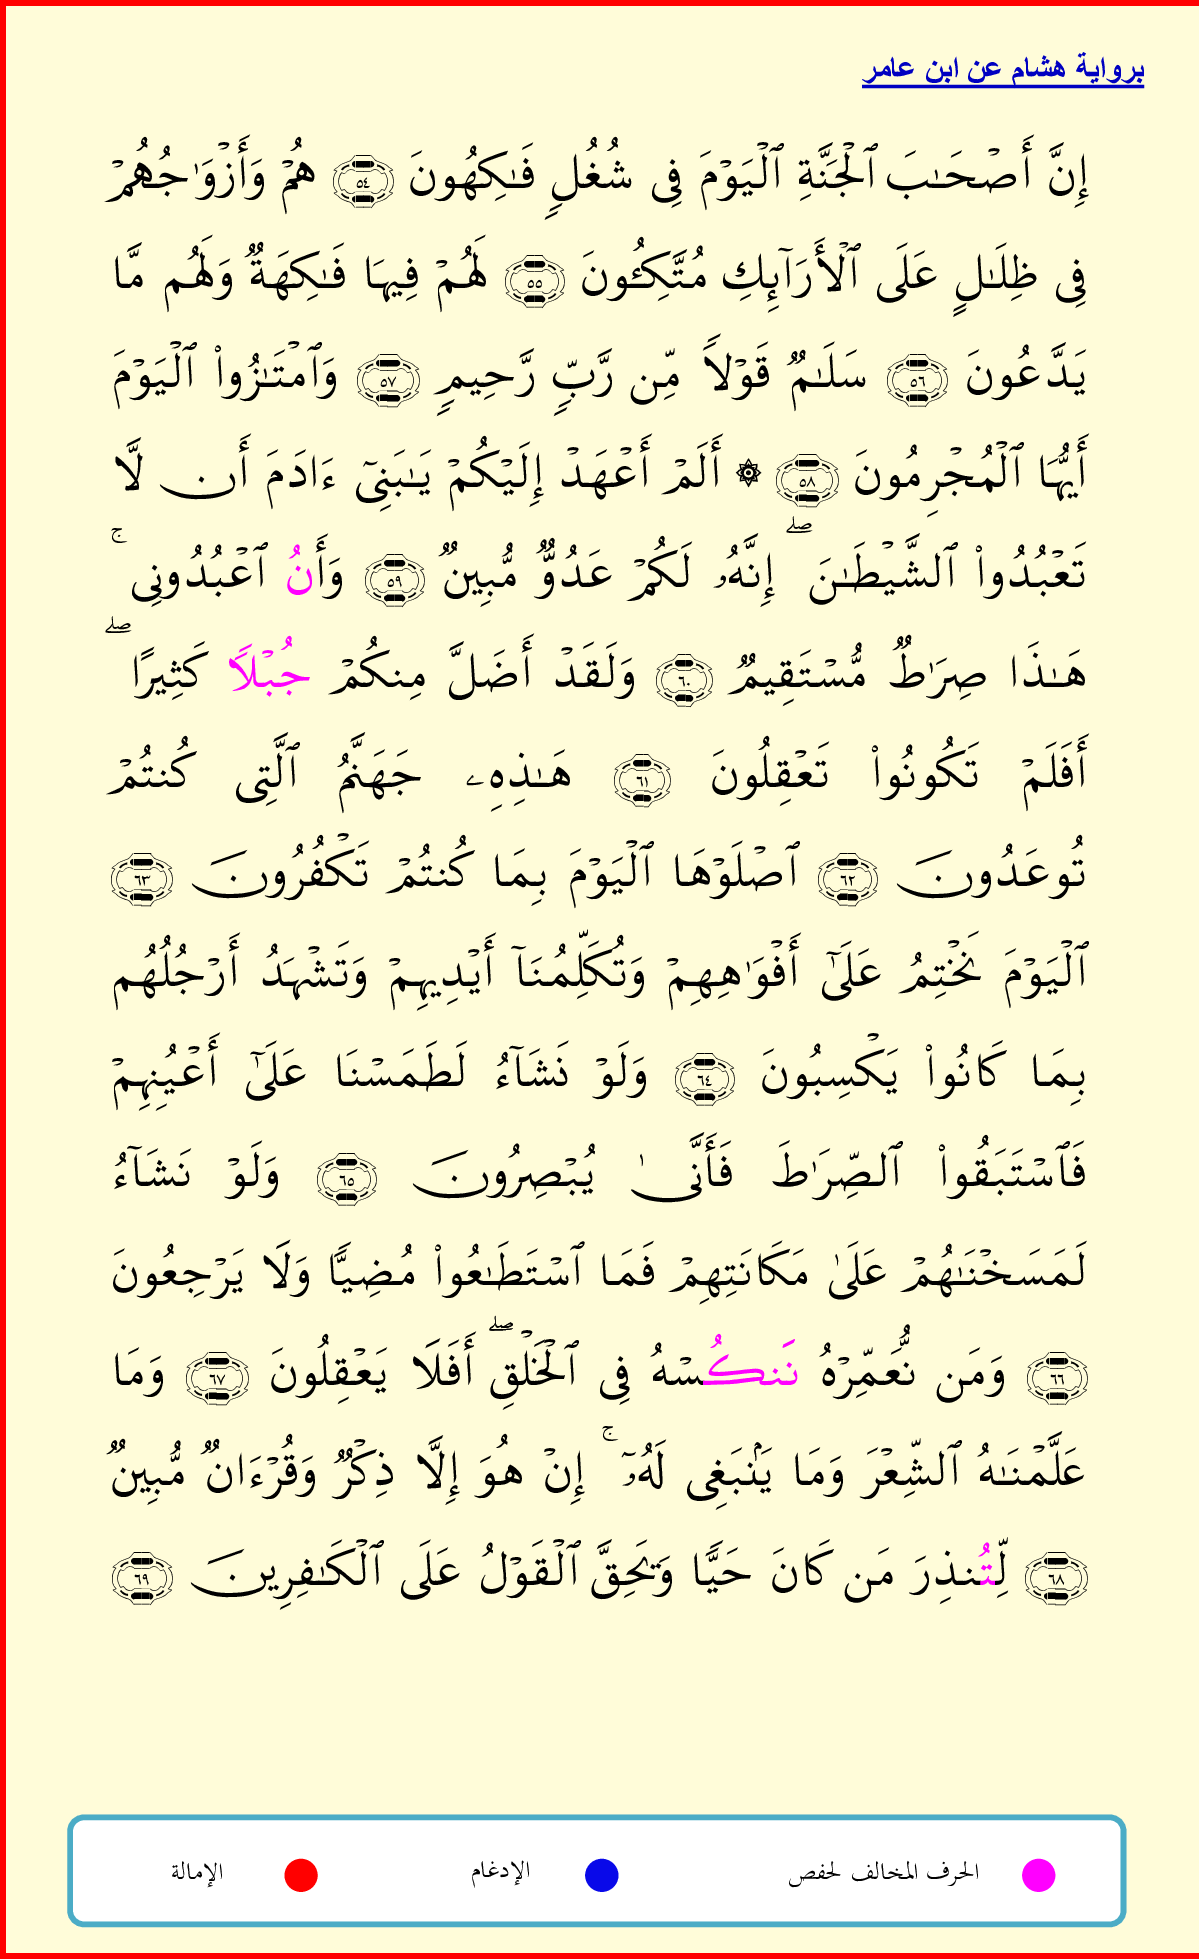 برواية هشام عن ابن عامر
إِنَّ أَصْحَـٰبَ ٱلْجَنَّةِ ٱلْيَوْمَ فِى شُغُلٍ فَـٰكِهُونَ ٥٤ هُمْ وَأَزْوَٰجُهُمْ
فِى ظِلَـٰلٍ عَلَى ٱلْأَرَآئِكِ مُتَّكِـُٔونَ ٥٥ لَهُمْ فِيهَا فَـٰكِهَةٌ وَلَهُم مَّا
يَدَّعُونَ ٥٦ سَلَـٰمٌ قَوْلًا مِّن رَّبٍّ رَّحِيمٍ ٥٧ وَٱمْتَـٰزُوا۟ ٱلْيَوْمَ
أَيُّهَا ٱلْمُجْرِمُونَ ٥٨ ۞ أَلَمْ أَعْهَدْ إِلَيْكُمْ يَـٰبَنِىٓ ءَادَمَ أَن لَّا
تَعْبُدُوا۟ ٱلشَّيْطَـٰنَ ۖ إِنَّهُۥ لَكُمْ عَدُوٌّ مُّبِينٌ ٥٩ وَأَنُ ٱعْبُدُونِى ۚ
هَـٰذَا صِرَٰطٌ مُّسْتَقِيمٌ ٦٠ وَلَقَدْ أَضَلَّ مِنكُمْ جُبْلًا كَثِيرًا ۖ
أَفَلَمْ تَكُونُوا۟ تَعْقِلُونَ ٦١ هَـٰذِهِۦ جَهَنَّمُ ٱلَّتِى كُنتُمْ
تُوعَدُونَ ٦٢ ٱصْلَوْهَا ٱلْيَوْمَ بِمَا كُنتُمْ تَكْفُرُونَ ٦٣
ٱلْيَوْمَ نَخْتِمُ عَلَىٰٓ أَفْوَٰهِهِمْ وَتُكَلِّمُنَآ أَيْدِيهِمْ وَتَشْهَدُ أَرْجُلُهُم
بِمَا كَانُوا۟ يَكْسِبُونَ ٦٤ وَلَوْ نَشَآءُ لَطَمَسْنَا عَلَىٰٓ أَعْيُنِهِمْ
فَٱسْتَبَقُوا۟ ٱلصِّرَٰطَ فَأَنَّىٰ يُبْصِرُونَ ٦٥ وَلَوْ نَشَآءُ
لَمَسَخْنَـٰهُمْ عَلَىٰ مَكَانَتِهِمْ فَمَا ٱسْتَطَـٰعُوا۟ مُضِيًّا وَلَا يَرْجِعُونَ
٦٦ وَمَن نُّعَمِّرْهُ نَنكُسْهُ فِى ٱلْخَلْقِ ۖ أَفَلَا يَعْقِلُونَ ٦٧ وَمَا
عَلَّمْنَـٰهُ ٱلشِّعْرَ وَمَا يَنۢبَغِى لَهُۥٓ ۚ إِنْ هُوَ إِلَّا ذِكْرٌ وَقُرْءَانٌ مُّبِينٌ
٦٨ لِّتُنذِرَ مَن كَانَ حَيًّا وَيَحِقَّ ٱلْقَوْلُ عَلَى ٱلْكَـٰفِرِينَ ٦٩
الحرف المخالف لحفص الإدغام الإمالة